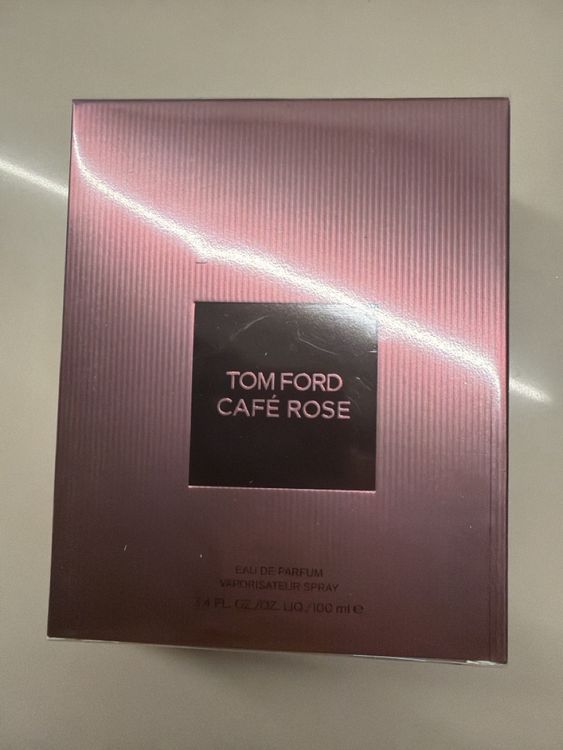 TOM FORD
CAFÉ ROSE
EAU DE PARFUM
VAPORISATEUR SPRAY
3.4 FL. OZ./OZ. LIQ./100 ml ℮